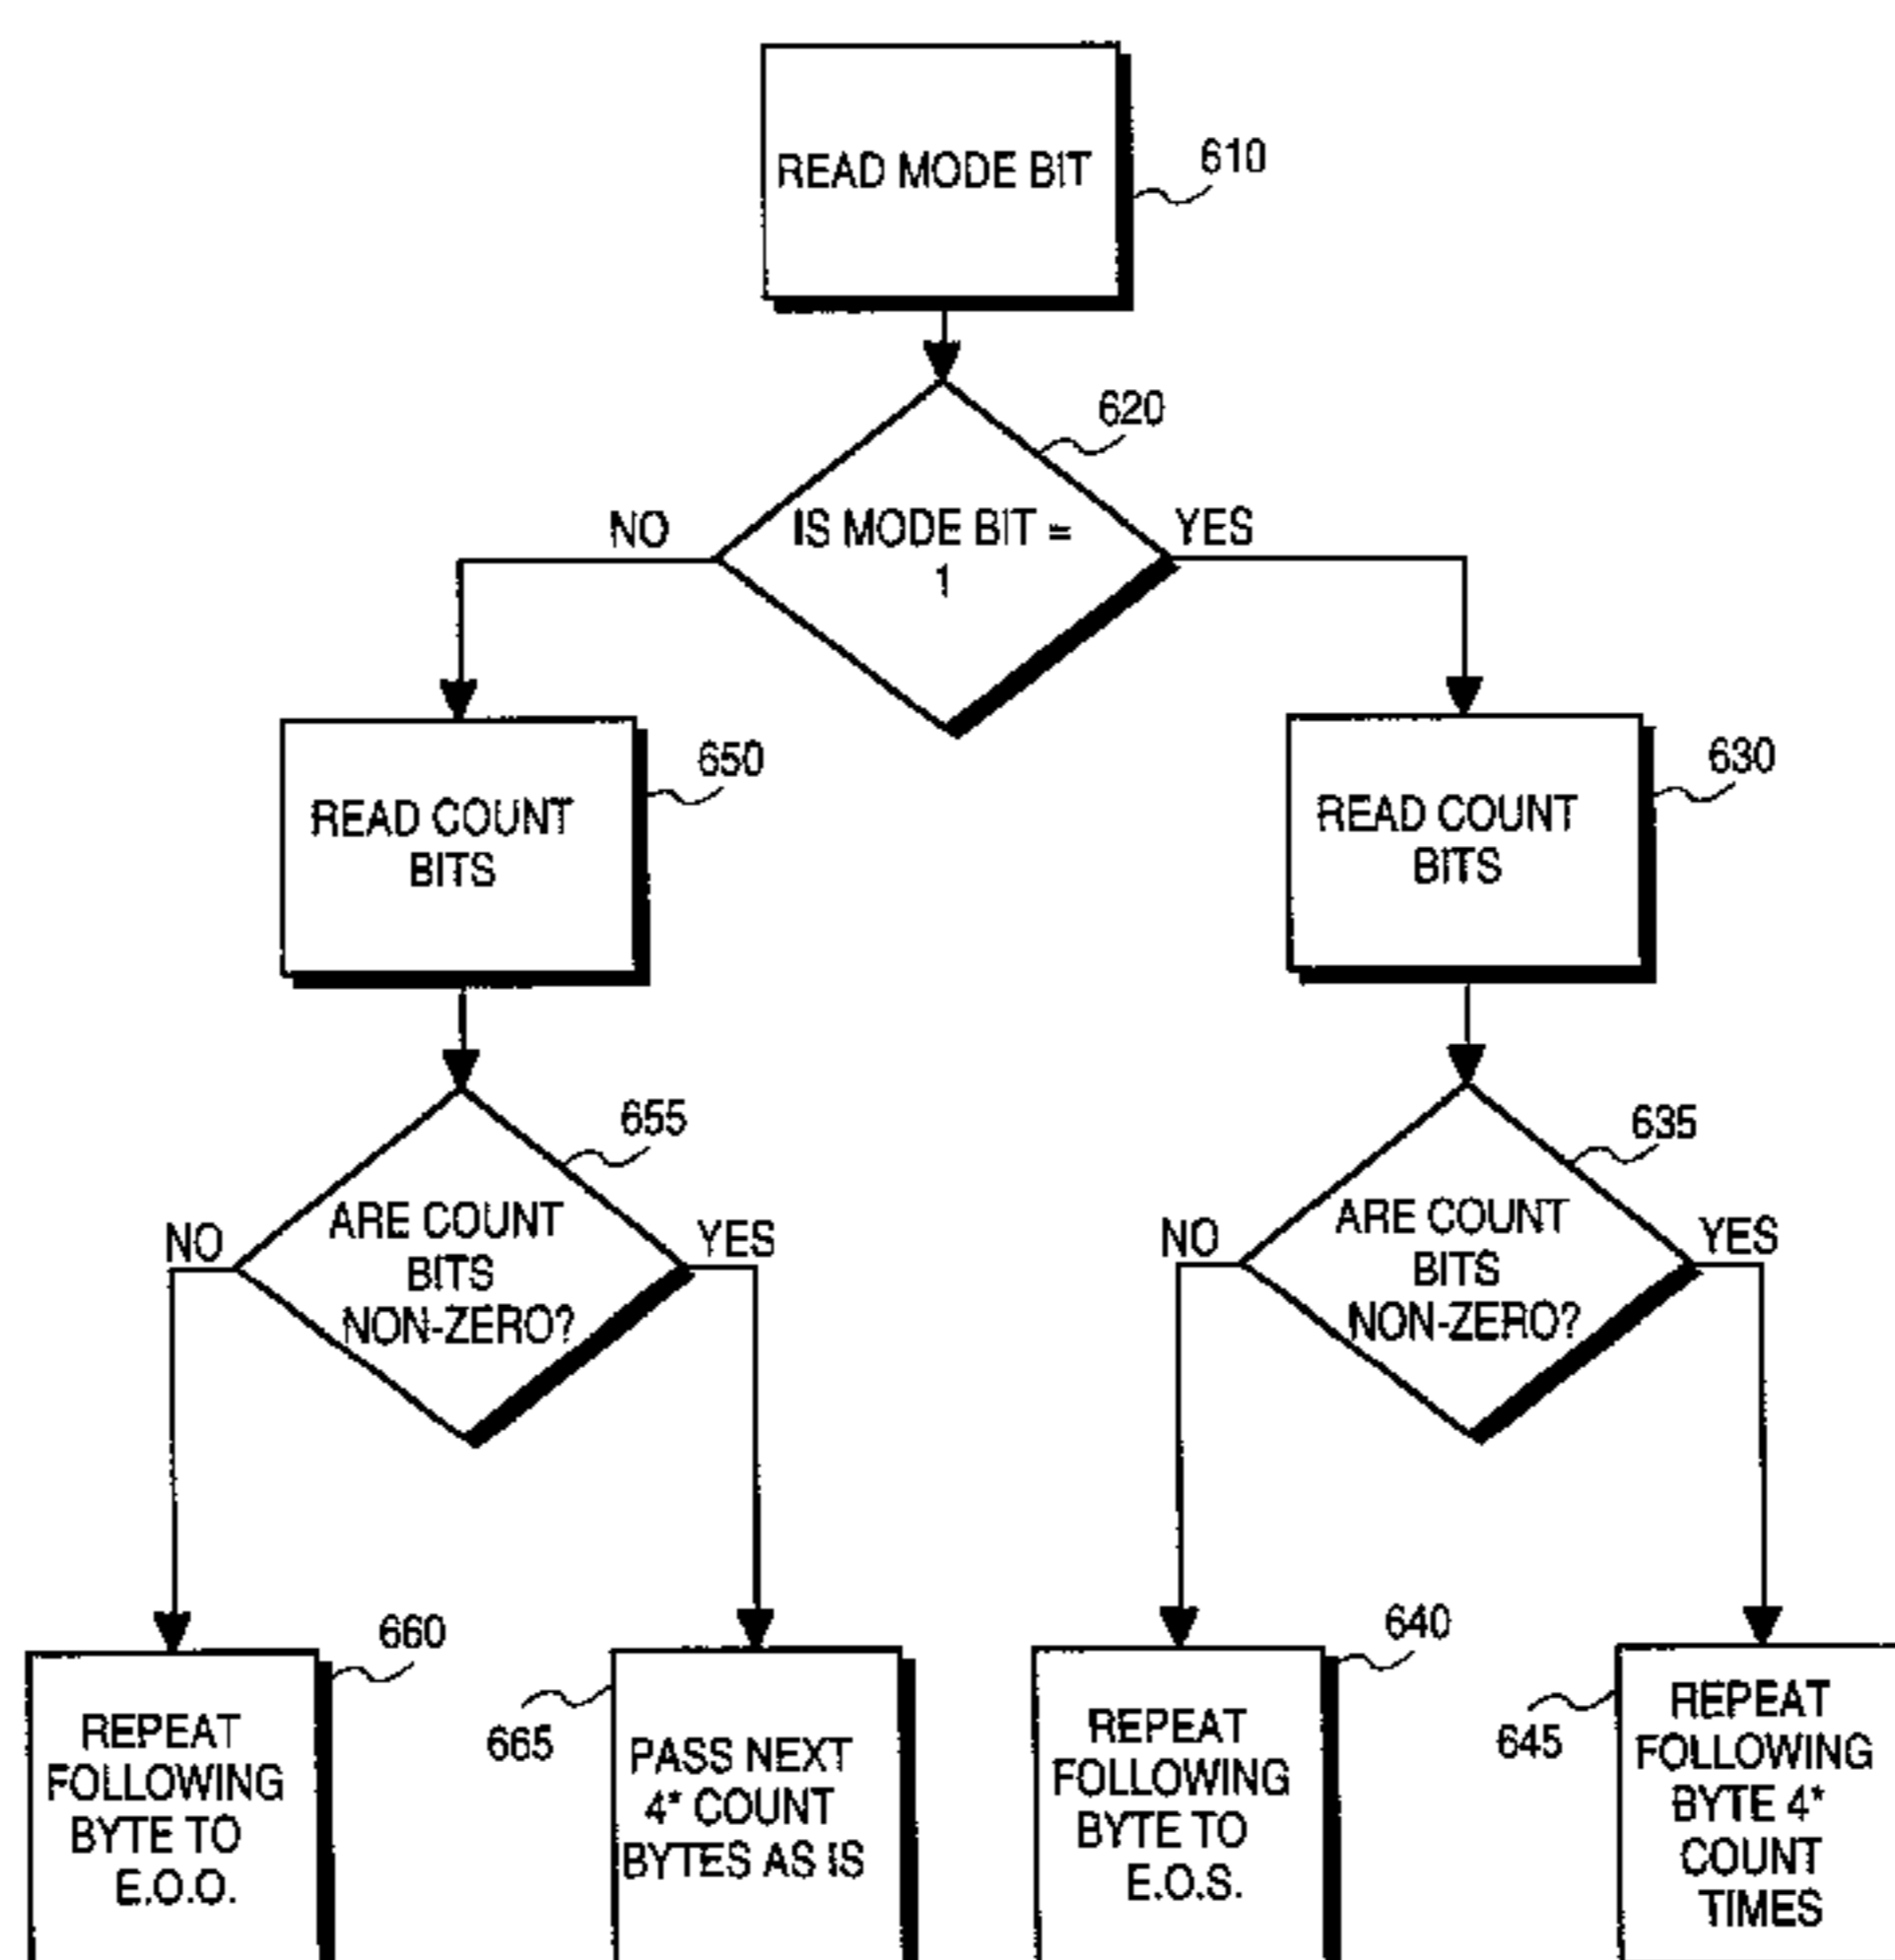 READ MODE BIT
610
620
NO
IS MODE BIT =
1
YES
650
READ COUNT
BITS
630
READ COUNT
BITS
655
NO
ARE COUNT
BITS
NON-ZERO?
YES
635
NO
ARE COUNT
BITS
NON-ZERO?
YES
660
REPEAT
FOLLOWING
BYTE TO
E.O.O.
665
PASS NEXT
4* COUNT
BYTES AS IS
640
REPEAT
FOLLOWING
BYTE TO
E.O.S.
645
REPEAT
FOLLOWING
BYTE 4*
COUNT
TIMES